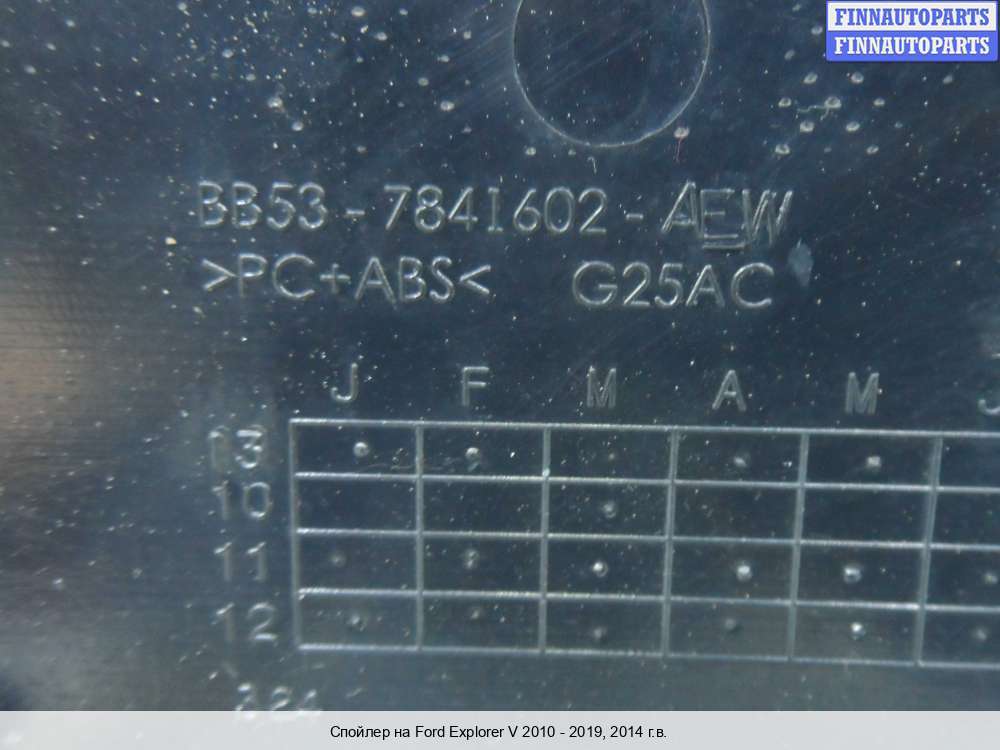 FINNAUTOPARTS
FINNAUTOPARTS
BB53-7841602-AEW
>PC+ABS< G25AC
J F M A M J
13
10
11
12
324
Спойлер на Ford Explorer V 2010 - 2019, 2014 г.в.